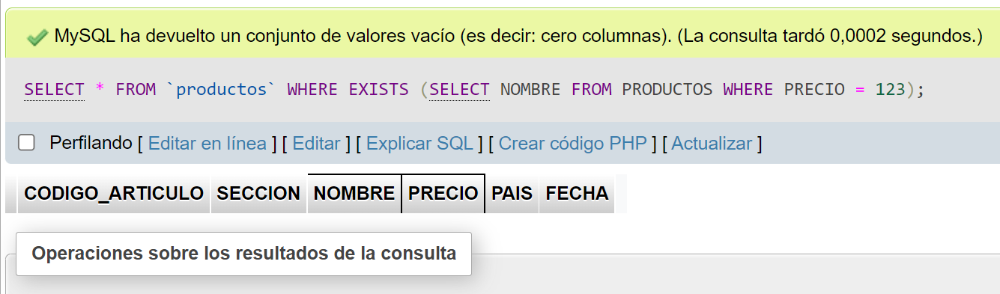 MySQL ha devuelto un conjunto de valores vacío (es decir: cero columnas). (La consulta tardó 0,0002 segundos.)
SELECT * FROM `productos` WHERE EXISTS (SELECT NOMBRE FROM PRODUCTOS WHERE PRECIO = 123);
Perfilando [ Editar en línea ] [ Editar ] [ Explicar SQL ] [ Crear código PHP ] [ Actualizar ]
CODIGO_ARTICULO SECCION NOMBRE PRECIO PAIS FECHA
Operaciones sobre los resultados de la consulta